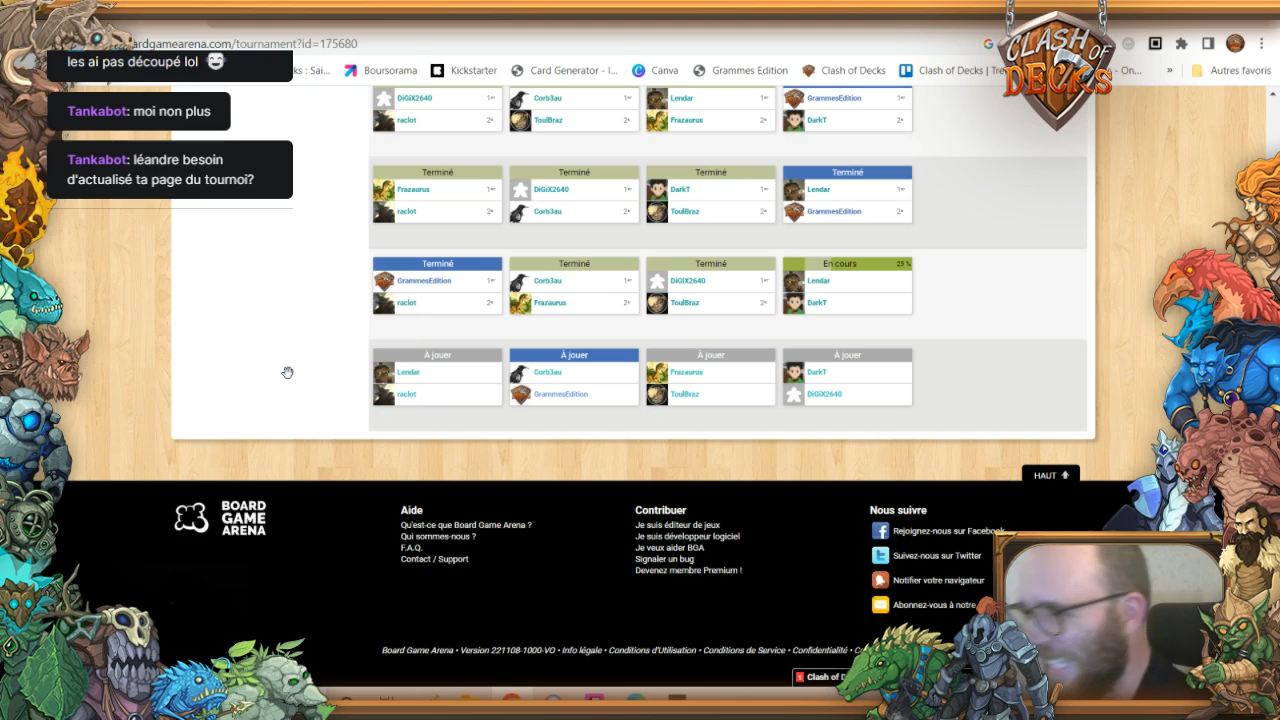 ardgamearena.com/tournament?id=175680
ks : Sai...
Boursorama
Kickstarter
Card Generator - I...
Canva
Grammes Edition
Clash of Decks
Clash of Decks | Tre
- On...
»
Autres favoris
CLASH OF DECKS
les ai pas découpé lol
Tankabot: moi non plus
Tankabot: léandre besoin
d'actualisé ta page du tournoi?
DiGiX2640 1er
raclot 2e
Corb3au 1er
ToulBraz 2e
Lendar 1er
Frazaurus 2e
GrammesEdition 1er
DarkT 2e
Terminé
Frazaurus 1er
raclot 2e
Terminé
DiGiX2640 1er
Corb3au 2e
Terminé
DarkT 1er
ToulBraz 2e
Terminé
Lendar 1er
GrammesEdition 2e
Terminé
GrammesEdition 1er
raclot 2e
Terminé
Corb3au 1er
Frazaurus 2e
Terminé
DiGiX2640 1er
ToulBraz 2e
En cours 25 %
Lendar
DarkT
À jouer
Lendar
raclot
À jouer
Corb3au
GrammesEdition
À jouer
Frazaurus
ToulBraz
À jouer
DarkT
DiGiX2640
HAUT
BOARD
GAME
ARENA
Aide
Qu'est-ce que Board Game Arena ?
Qui sommes-nous ?
F.A.Q.
Contact / Support
Contribuer
Je suis éditeur de jeux
Je suis développeur logiciel
Je veux aider BGA
Signaler un bug
Devenez membre Premium !
Nous suivre
Rejoignez-nous sur Facebook
Suivez-nous sur Twitter
Notifier votre navigateur
Abonnez-vous à notre
Board Game Arena • Version 221108-1000-VO • Info légale • Conditions d'Utilisation • Conditions de Service • Confidentialité •
Clash of D